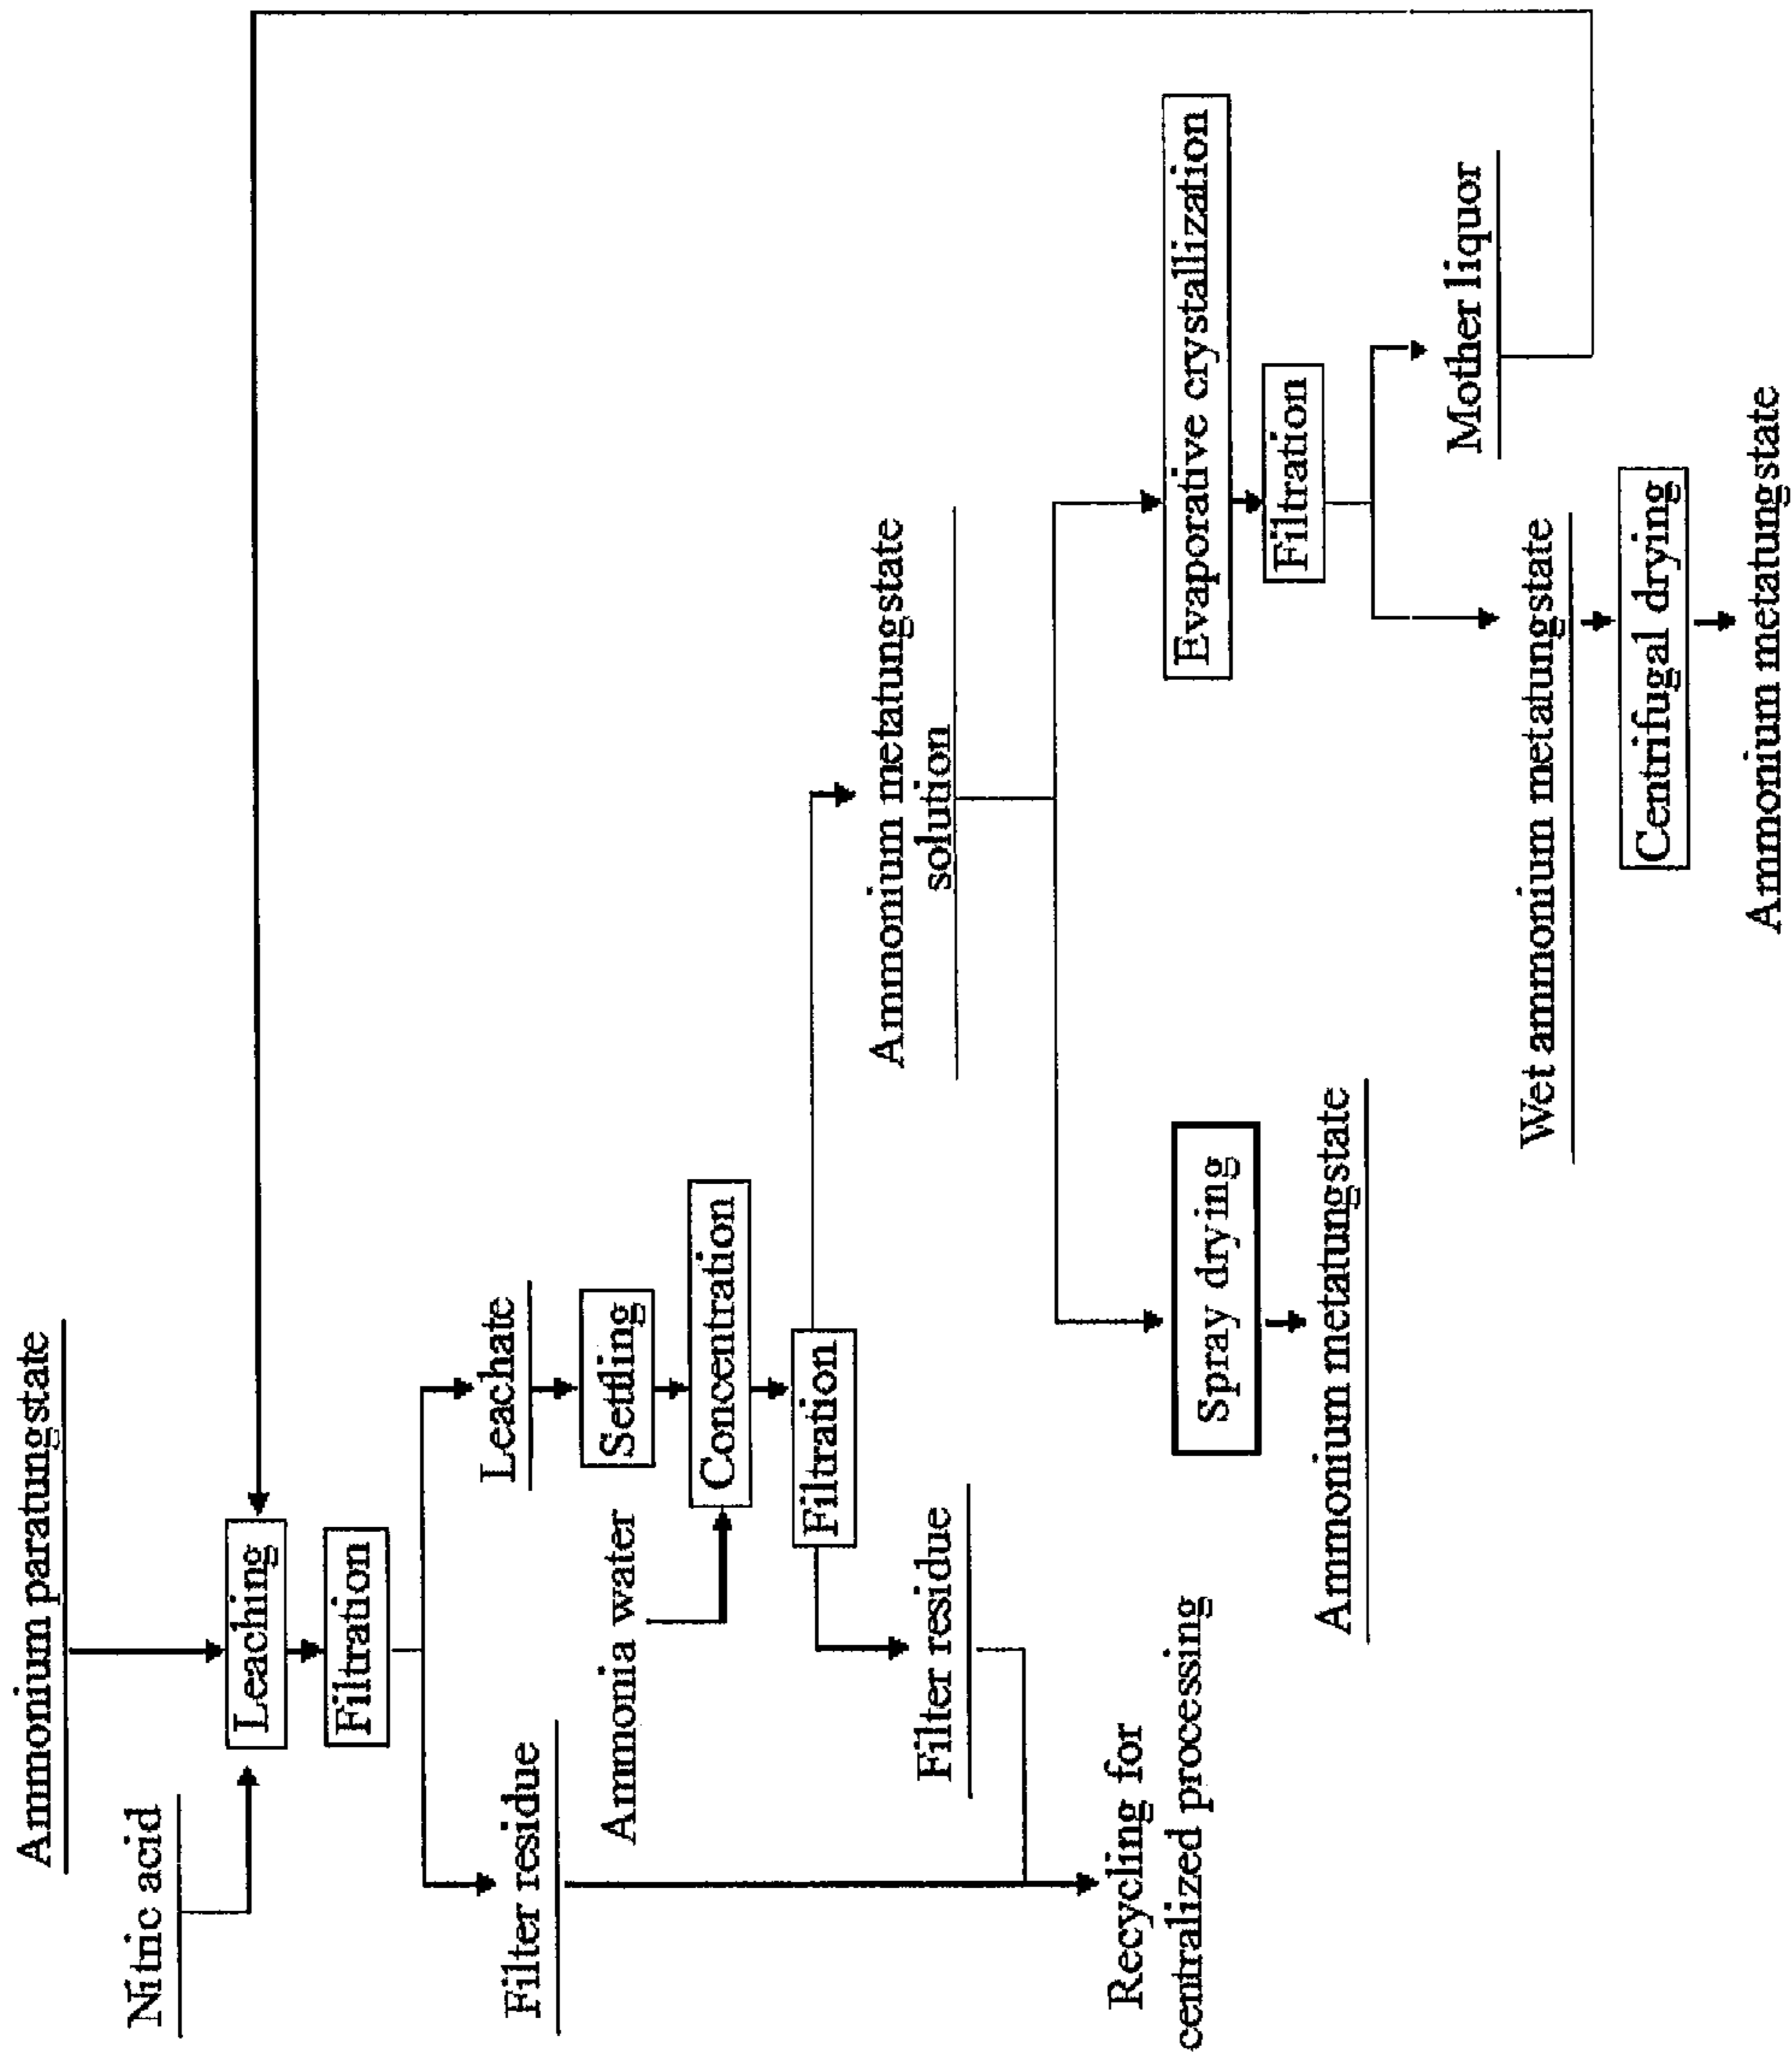 Ammonium paratungstate
Nitric acid
Leaching
Filtration
Filter residue
Leachate
Settling
Ammonia water
Concentration
Filtration
Filter residue
Recycling for
centralized processing
Ammonium metatungstate
solution
Spray drying
Ammonium metatungstate
Evaporative crystallization
Filtration
Mother liquor
Wet ammonium metatungstate
Centrifugal drying
Ammonium metatungstate